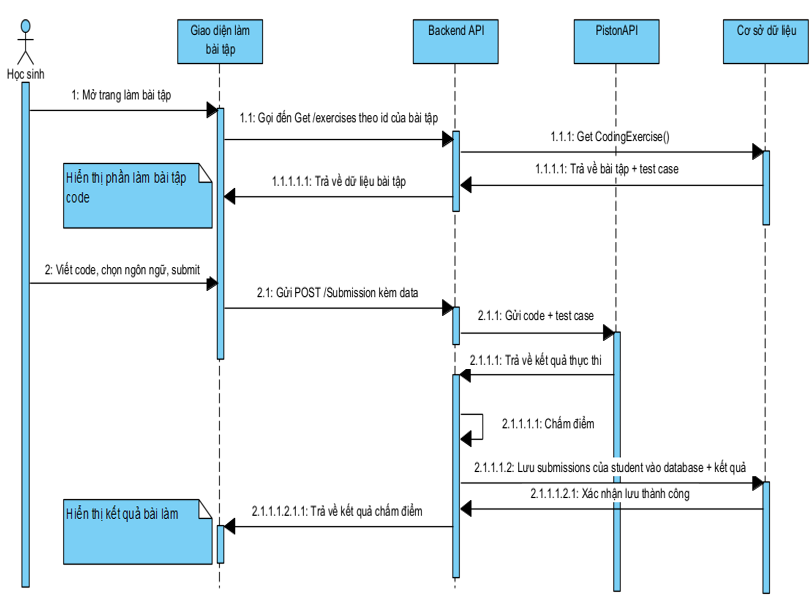 Giao diện làm
bài tập
Backend API
PistonAPI
Cơ sở dữ liệu
Học sinh
1: Mở trang làm bài tập
1.1: Gọi đến Get /exercises theo id của bài tập
1.1.1: Get CodingExercise()
1.1.1.1: Trả về bài tập + test case
Hiển thị phần làm bài tập
code
1.1.1.1.1: Trả về dữ liệu bài tập
2: Viết code, chọn ngôn ngữ, submit
2.1: Gửi POST /Submission kèm data
2.1.1: Gửi code + test case
2.1.1.1: Trả về kết quả thực thi
2.1.1.1.1: Chấm điểm
2.1.1.1.2: Lưu submissions của student vào database + kết quả
2.1.1.1.2.1: Xác nhận lưu thành công
Hiển thị kết quả bài làm
2.1.1.1.2.1.1: Trả về kết quả chấm điểm